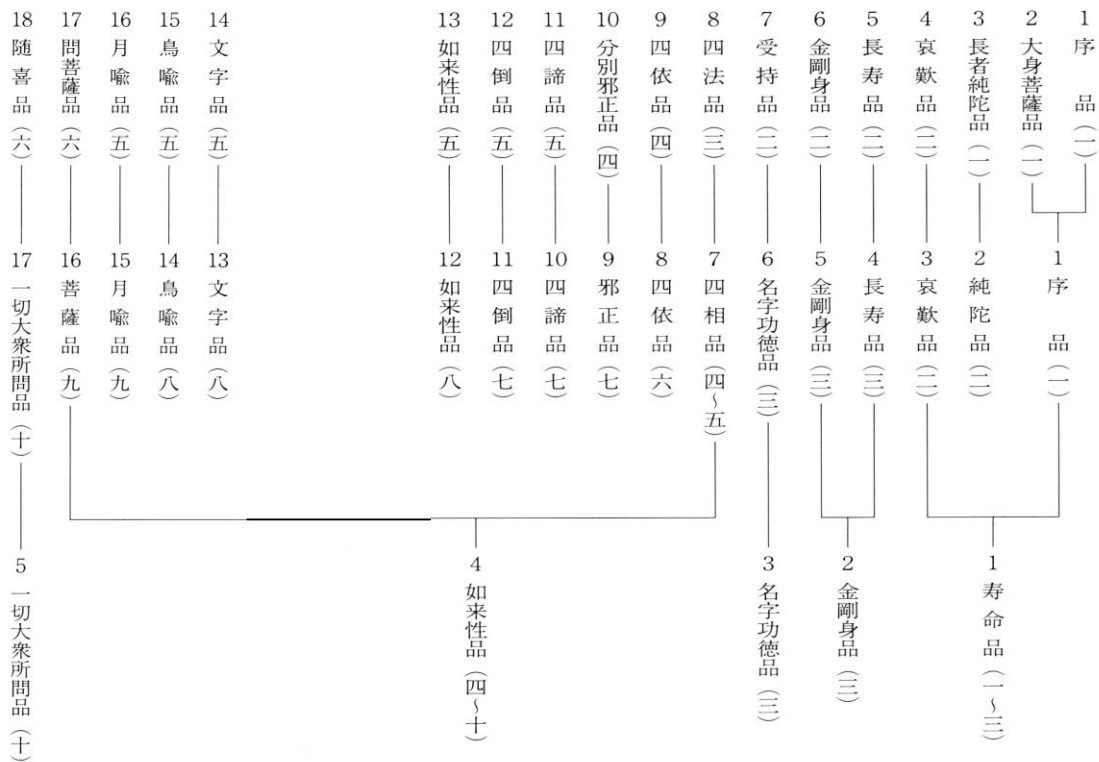 1 序品（一）
2 大身菩薩品（一）
3 長者純陀品（一）
4 哀歎品（二）
5 長寿品（二）
6 金剛身品（二）
7 受持品（二）
8 四法品（三）
9 四依品（四）
10 分別邪正品（四）
11 四諦品（五）
12 四倒品（五）
13 如来性品（五）
14 文字品（五）
15 鳥喩品（五）
16 月喩品（五）
17 問菩薩品（六）
18 随喜品（六）
1 序品（一）
2 純陀品（二）
3 哀歎品（二）
4 長寿品（三）
5 金剛身品（三）
6 名字功徳品（三）
7 四相品（四～五）
8 四依品（六）
9 邪正品（七）
10 四諦品（七）
11 四倒品（七）
12 如来性品（八）
13 文字品（八）
14 鳥喩品（八）
15 月喩品（九）
16 菩薩品（九）
17 一切大衆所問品（十）
1 寿命品（一～三）
2 金剛身品（三）
3 名字功徳品（三）
4 如来性品（四～十）
5 一切大衆所問品（十）